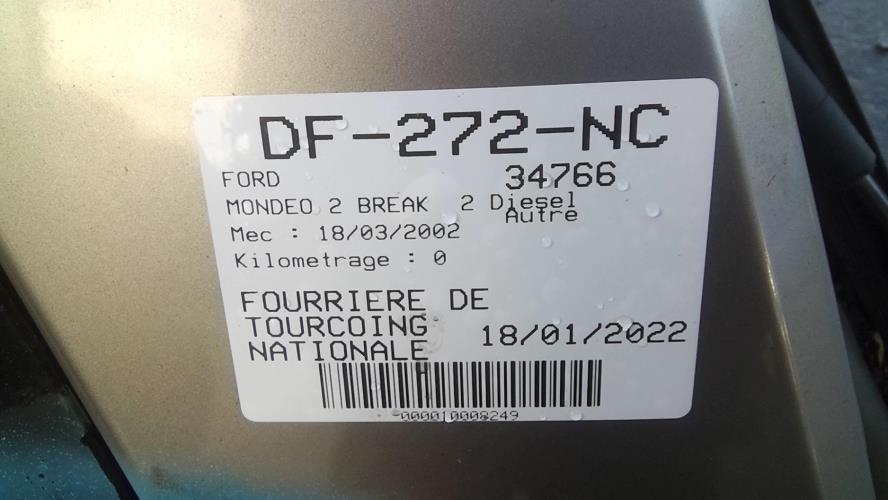 DF-272-NC
FORD 34766
MONDEO 2 BREAK 2 Diesel
Autre
Mec : 18/03/2002
Kilometrage : 0
FOURRIERE DE
TOURCOING
NATIONALE 18/01/2022
000010008249